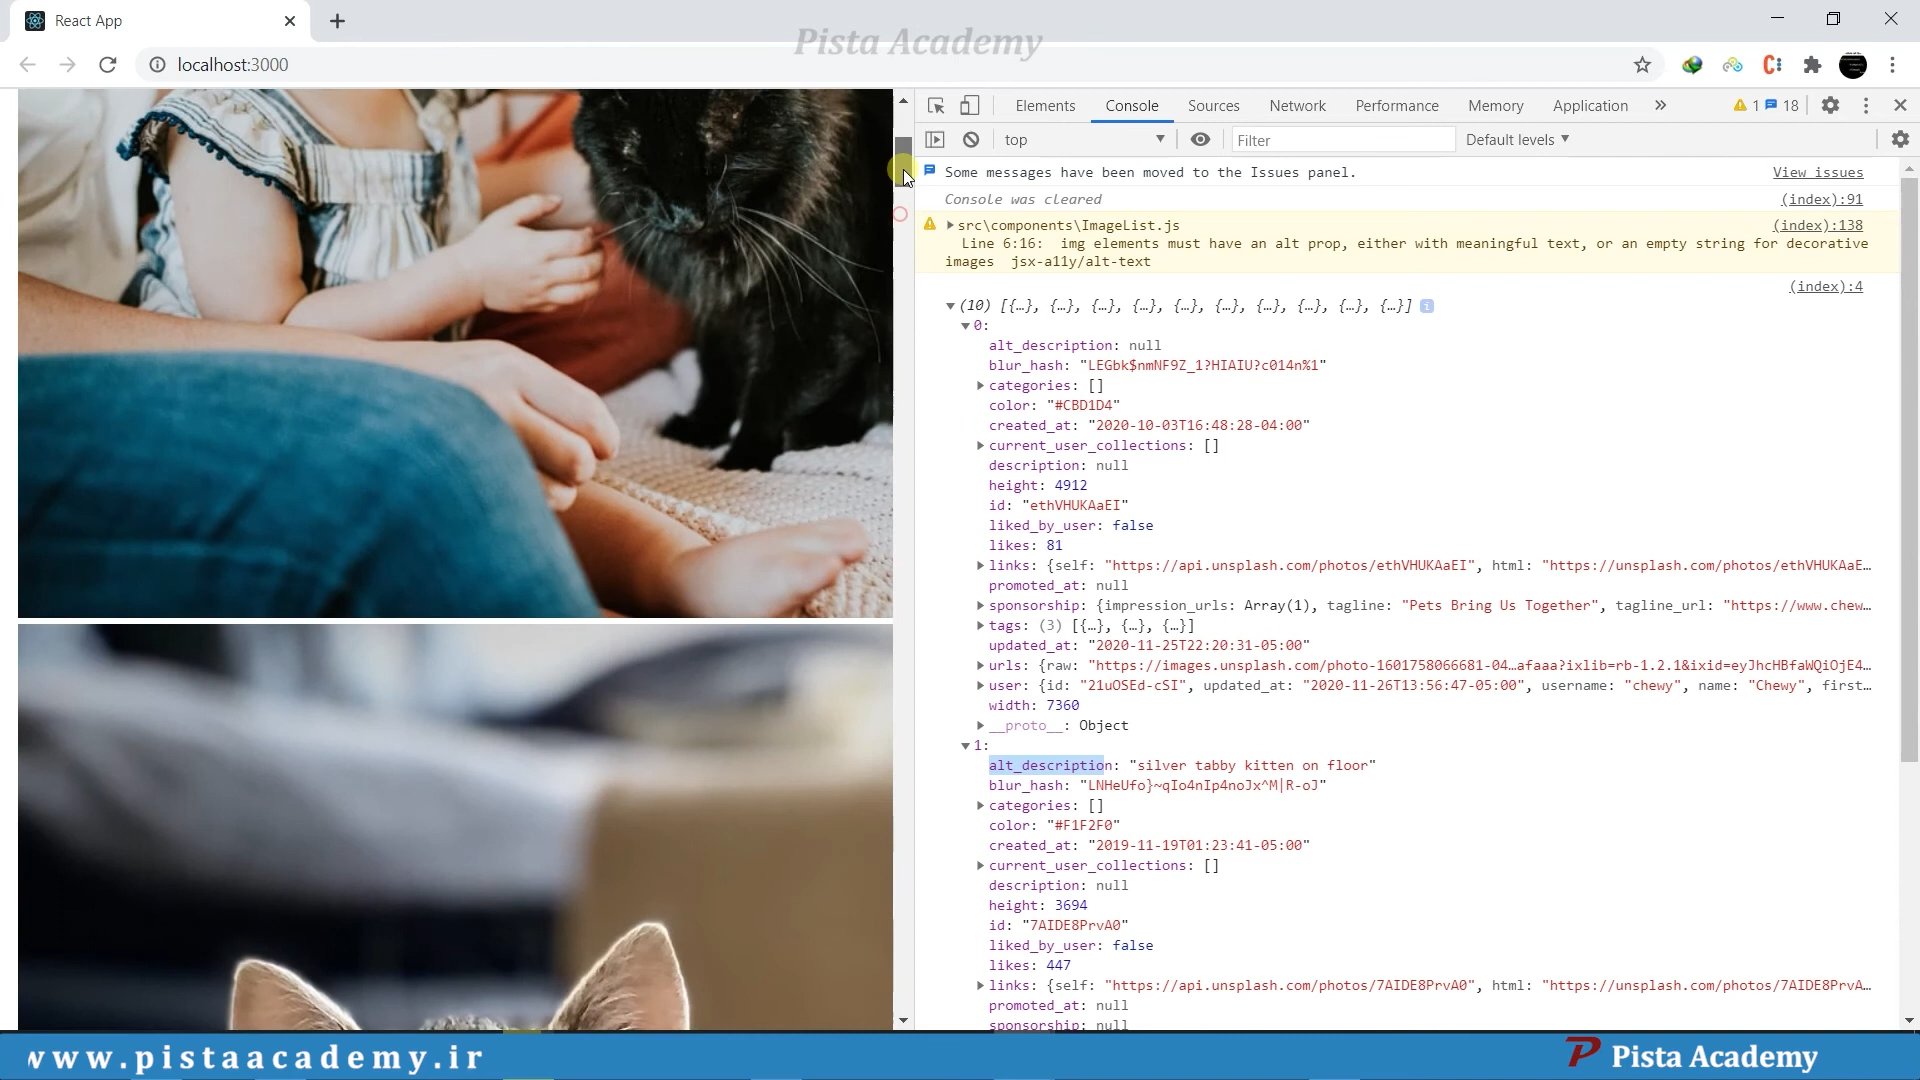 React App
Pista Academy
localhost:3000
Elements Console Sources Network Performance Memory Application » 1 18
top Filter Default levels
Some messages have been moved to the Issues panel. View issues
Console was cleared (index):91
src\components\ImageList.js (index):138
Line 6:16: img elements must have an alt prop, either with meaningful text, or an empty string for decorative
images jsx-a11y/alt-text
(index):4
(10) [{…}, {…}, {…}, {…}, {…}, {…}, {…}, {…}, {…}, {…}]
0:
alt_description: null
blur_hash: "LEGbk$nmNF9Z_1?HIAIU?c014n%1"
categories: []
color: "#CBD1D4"
created_at: "2020-10-03T16:48:28-04:00"
current_user_collections: []
description: null
height: 4912
id: "ethVHUKAaEI"
liked_by_user: false
likes: 81
links: {self: "https://api.unsplash.com/photos/ethVHUKAaEI", html: "https://unsplash.com/photos/ethVHUKAaE…
promoted_at: null
sponsorship: {impression_urls: Array(1), tagline: "Pets Bring Us Together", tagline_url: "https://www.chew…
tags: (3) [{…}, {…}, {…}]
updated_at: "2020-11-25T22:20:31-05:00"
urls: {raw: "https://images.unsplash.com/photo-1601758066681-04…afaaa?ixlib=rb-1.2.1&ixid=eyJhcHBfaWQiOjE4…
user: {id: "21uOSEd-cSI", updated_at: "2020-11-26T13:56:47-05:00", username: "chewy", name: "Chewy", first…
width: 7360
__proto__: Object
1:
alt_description: "silver tabby kitten on floor"
blur_hash: "LNHeUfo}~qIo4nIp4noJx^M|R-oJ"
categories: []
color: "#F1F2F0"
created_at: "2019-11-19T01:23:41-05:00"
current_user_collections: []
description: null
height: 3694
id: "7AIDE8PrvA0"
liked_by_user: false
likes: 447
links: {self: "https://api.unsplash.com/photos/7AIDE8PrvA0", html: "https://unsplash.com/photos/7AIDE8PrvA…
promoted_at: null
sponsorship: null
www.pistaacademy.ir
Pista Academy